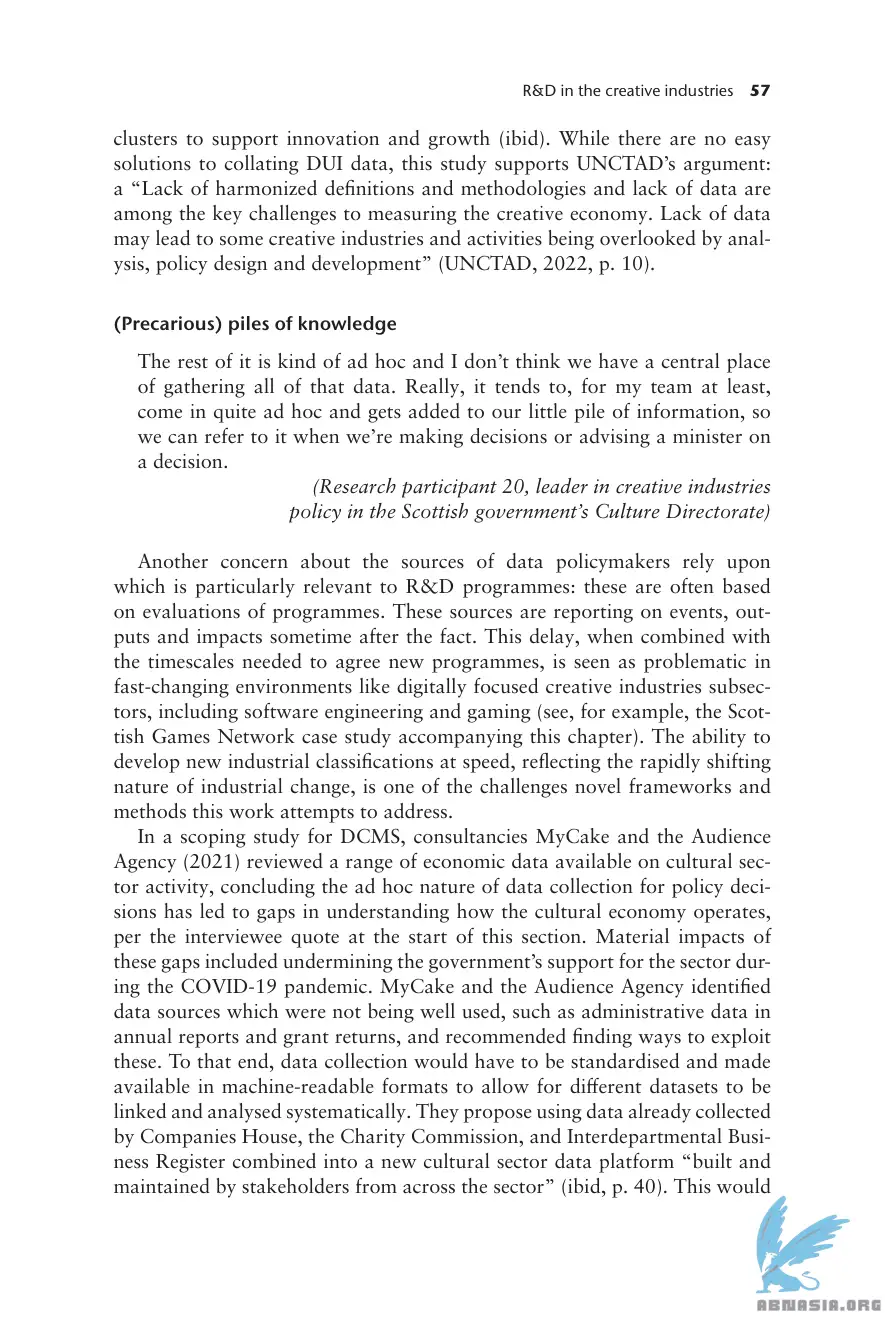 R&D in the creative industries 57
clusters to support innovation and growth (ibid). While there are no easy
solutions to collating DUI data, this study supports UNCTAD’s argument:
a “Lack of harmonized definitions and methodologies and lack of data are
among the key challenges to measuring the creative economy. Lack of data
may lead to some creative industries and activities being overlooked by anal-
ysis, policy design and development” (UNCTAD, 2022, p. 10).
(Precarious) piles of knowledge
The rest of it is kind of ad hoc and I don’t think we have a central place
of gathering all of that data. Really, it tends to, for my team at least,
come in quite ad hoc and gets added to our little pile of information, so
we can refer to it when we’re making decisions or advising a minister on
a decision.
(Research participant 20, leader in creative industries
policy in the Scottish government’s Culture Directorate)
Another concern about the sources of data policymakers rely upon
which is particularly relevant to R&D programmes: these are often based
on evaluations of programmes. These sources are reporting on events, out-
puts and impacts sometime after the fact. This delay, when combined with
the timescales needed to agree new programmes, is seen as problematic in
fast-changing environments like digitally focused creative industries subsec-
tors, including software engineering and gaming (see, for example, the Scot-
tish Games Network case study accompanying this chapter). The ability to
develop new industrial classifications at speed, reflecting the rapidly shifting
nature of industrial change, is one of the challenges novel frameworks and
methods this work attempts to address.
In a scoping study for DCMS, consultancies MyCake and the Audience
Agency (2021) reviewed a range of economic data available on cultural sec-
tor activity, concluding the ad hoc nature of data collection for policy deci-
sions has led to gaps in understanding how the cultural economy operates,
per the interviewee quote at the start of this section. Material impacts of
these gaps included undermining the government’s support for the sector dur-
ing the COVID-19 pandemic. MyCake and the Audience Agency identified
data sources which were not being well used, such as administrative data in
annual reports and grant returns, and recommended finding ways to exploit
these. To that end, data collection would have to be standardised and made
available in machine-readable formats to allow for different datasets to be
linked and analysed systematically. They propose using data already collected
by Companies House, the Charity Commission, and Interdepartmental Busi-
ness Register combined into a new cultural sector data platform “built and
maintained by stakeholders from across the sector” (ibid, p. 40). This would
ABNASIA.ORG